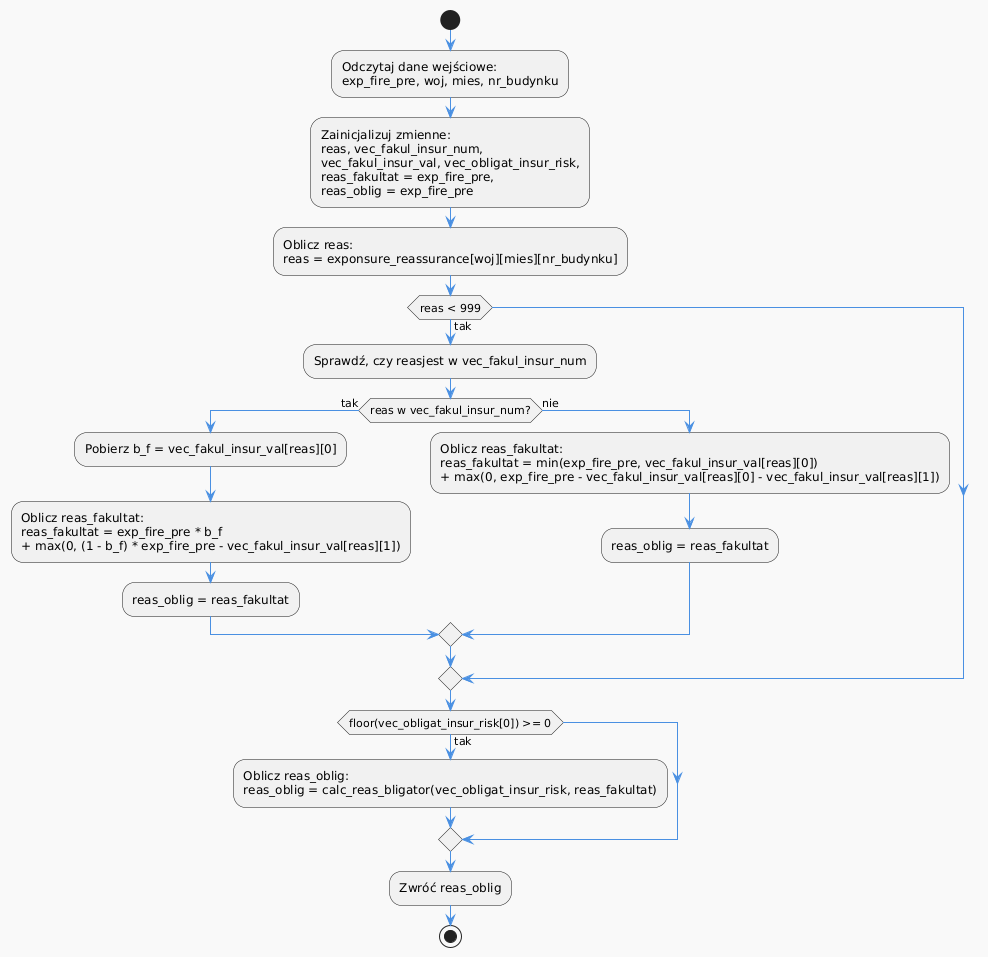 Odczytaj dane wejściowe:
exp_fire_pre, woj, mies, nr_budynku
Zainicjalizuj zmienne:
reas, vec_fakul_insur_num,
vec_fakul_insur_val, vec_obligat_insur_risk,
reas_fakultat = exp_fire_pre,
reas_oblig = exp_fire_pre
Oblicz reas:
reas = exponsure_reassurance[woj][mies][nr_budynku]
reas < 999
tak
Sprawdź, czy reasjest w vec_fakul_insur_num
tak
reas w vec_fakul_insur_num?
nie
Pobierz b_f = vec_fakul_insur_val[reas][0]
Oblicz reas_fakultat:
reas_fakultat = exp_fire_pre * b_f
+ max(0, (1 - b_f) * exp_fire_pre - vec_fakul_insur_val[reas][1])
reas_oblig = reas_fakultat
Oblicz reas_fakultat:
reas_fakultat = min(exp_fire_pre, vec_fakul_insur_val[reas][0])
+ max(0, exp_fire_pre - vec_fakul_insur_val[reas][0] - vec_fakul_insur_val[reas][1])
reas_oblig = reas_fakultat
floor(vec_obligat_insur_risk[0]) >= 0
tak
Oblicz reas_oblig:
reas_oblig = calc_reas_bligator(vec_obligat_insur_risk, reas_fakultat)
Zwróć reas_oblig